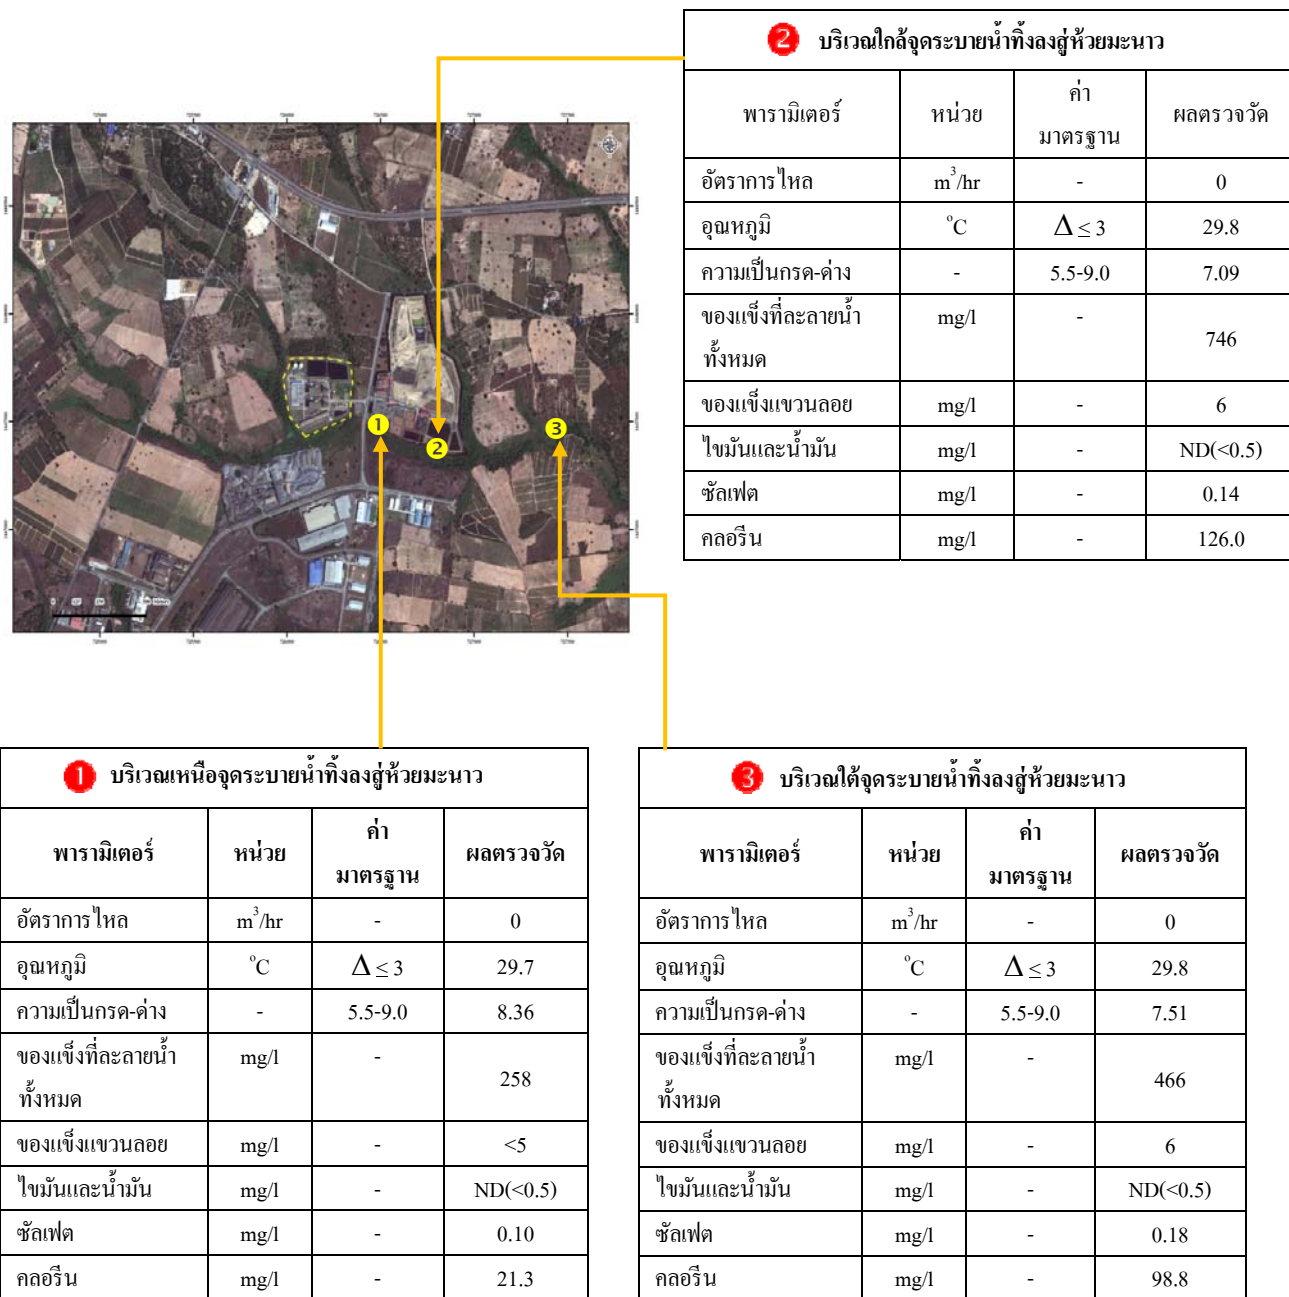 2 บริเวณใกล้จุดระบายน้ำทิ้งลงสู่ห้วยมะนาว
พารามิเตอร์ หน่วย ค่า มาตรฐาน ผลตรวจวัด
อัตราการไหล m³/hr - 0
อุณหภูมิ °C Δ ≤ 3 29.8
ความเป็นกรด-ด่าง - 5.5-9.0 7.09
ของแข็งที่ละลายน้ำ mg/l - 746
ทั้งหมด
ของแข็งแขวนลอย mg/l - 6
ไขมันและน้ำมัน mg/l - ND(<0.5)
ซัลเฟต mg/l - 0.14
คลอรีน mg/l - 126.0
1
2
3
1 บริเวณเหนือจุดระบายน้ำทิ้งลงสู่ห้วยมะนาว
พารามิเตอร์ หน่วย ค่า มาตรฐาน ผลตรวจวัด
อัตราการไหล m³/hr - 0
อุณหภูมิ °C Δ ≤ 3 29.7
ความเป็นกรด-ด่าง - 5.5-9.0 8.36
ของแข็งที่ละลายน้ำ mg/l - 258
ทั้งหมด
ของแข็งแขวนลอย mg/l - <5
ไขมันและน้ำมัน mg/l - ND(<0.5)
ซัลเฟต mg/l - 0.10
คลอรีน mg/l - 21.3
3 บริเวณใต้จุดระบายน้ำทิ้งลงสู่ห้วยมะนาว
พารามิเตอร์ หน่วย ค่า มาตรฐาน ผลตรวจวัด
อัตราการไหล m³/hr - 0
อุณหภูมิ °C Δ ≤ 3 29.8
ความเป็นกรด-ด่าง - 5.5-9.0 7.51
ของแข็งที่ละลายน้ำ mg/l - 466
ทั้งหมด
ของแข็งแขวนลอย mg/l - 6
ไขมันและน้ำมัน mg/l - ND(<0.5)
ซัลเฟต mg/l - 0.18
คลอรีน mg/l - 98.8